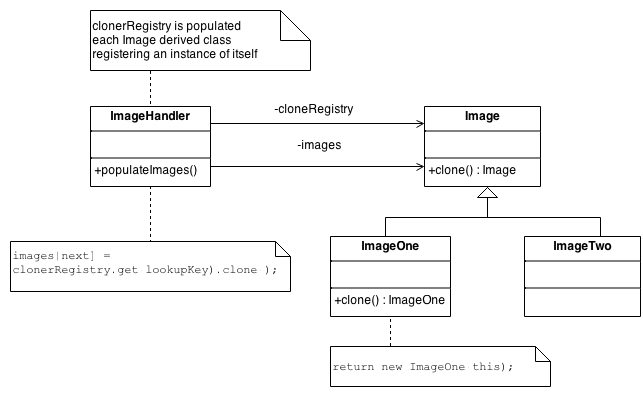 clonerRegistry is populated
each Image derived class
registering an instance of itself
ImageHandler
+populateImages()
-cloneRegistry
-images
Image
+clone() : Image
images[next] =
clonerRegistry.get lookupKey).clone );
ImageOne
+clone() : ImageOne
ImageTwo
return new ImageOne this);